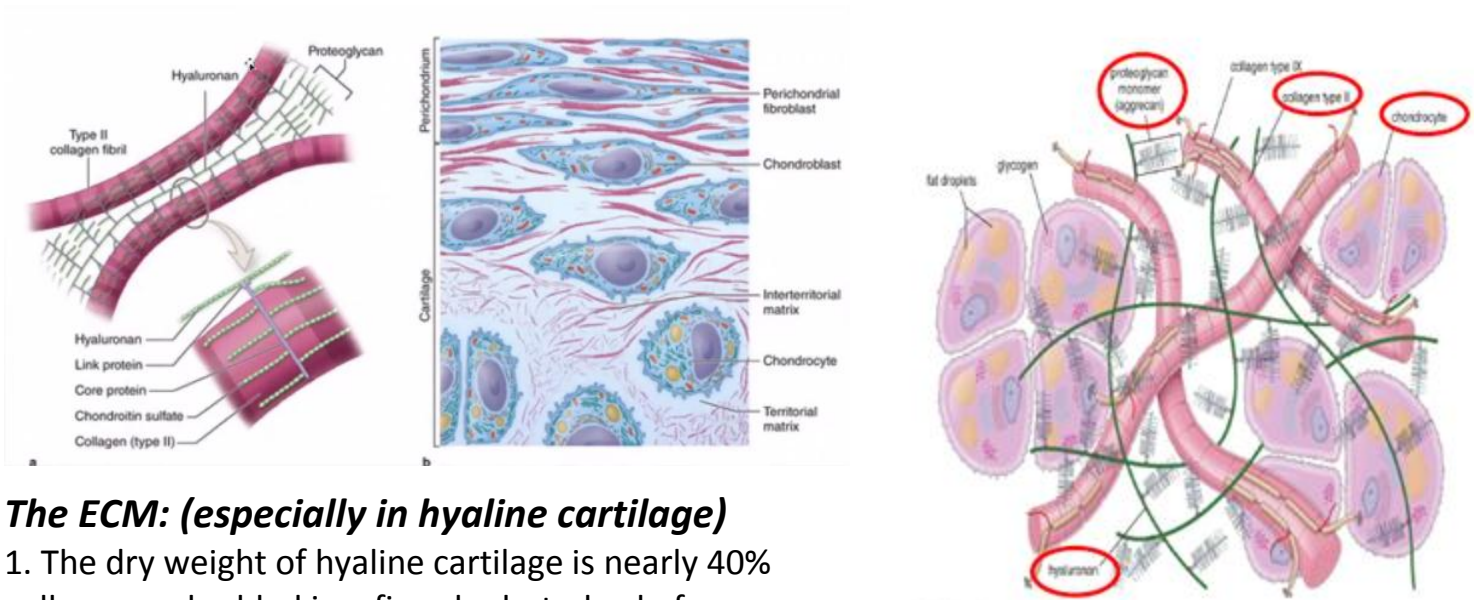 Proteoglycan
Hyaluronan
Type II
collagen fibril
Hyaluronan
Link protein
Core protein
Chondroitin sulfate
Collagen (type II)
a
Perichondrium
Cartilage
Perichondrial
fibroblast
Chondroblast
Interterritorial
matrix
Chondrocyte
Territorial
matrix
b
proteoglycan
monomer
(aggrecan)
collagen type IX
collagen type II
chondrocyte
glycogen
fat droplets
hyaluronan
The ECM: (especially in hyaline cartilage)
1. The dry weight of hyaline cartilage is nearly 40%